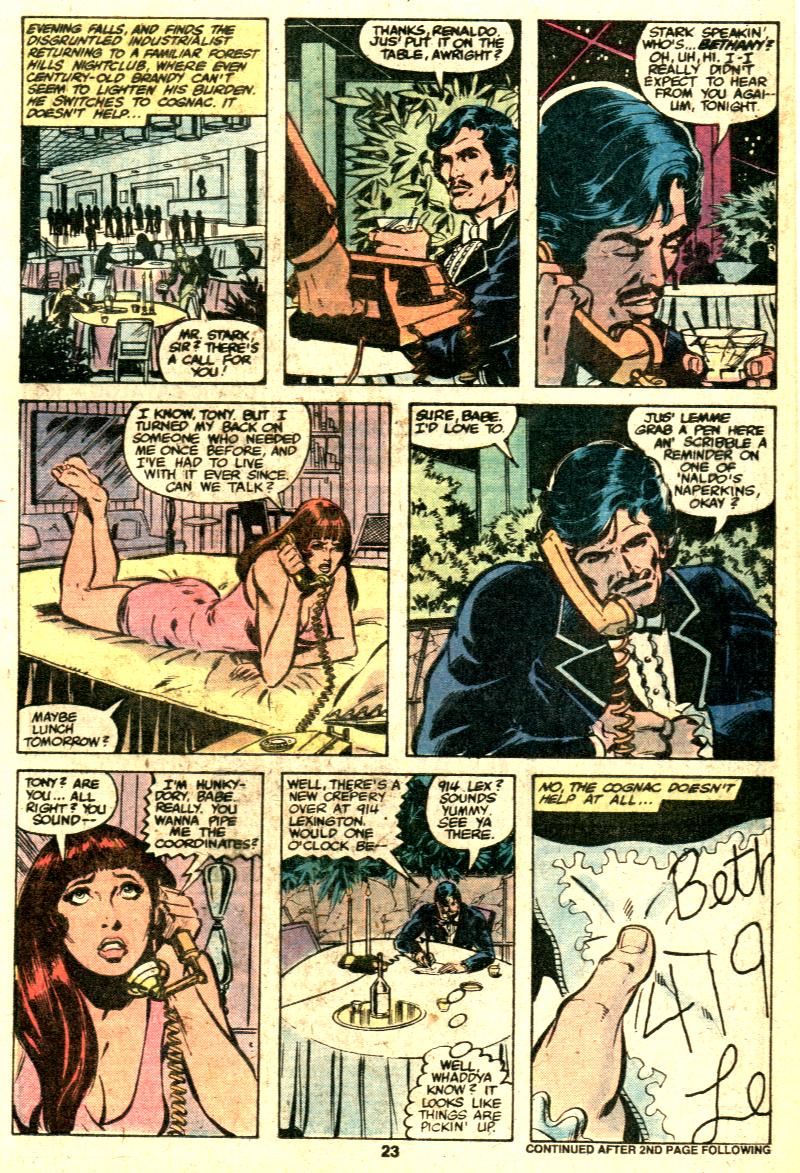 EVENING FALLS, AND FINDS THE
DISGRUNTLED INDUSTRIALIST
RETURNING TO A FAMILIAR FOREST
HILLS NIGHTCLUB, WHERE EVEN
CENTURY-OLD BRANDY CAN'T
SEEM TO LIGHTEN HIS BURDEN.
HE SWITCHES TO COGNAC. IT
DOESN'T HELP...
MR. STARK,
SIR? THERE'S
A CALL FOR
YOU!
THANKS, RENALDO.
JUS' PUT IT ON THE
TABLE, AWRIGHT?
STARK SPEAKIN'.
WHO'S... BETHANY?
OH, UH, HI. I-I
REALLY DIDN'T
EXPECT TO HEAR
FROM YOU AGAI--
UM, TONIGHT.
I KNOW, TONY. BUT I
TURNED MY BACK ON
SOMEONE WHO NEEDED
ME ONCE BEFORE, AND
I'VE HAD TO LIVE
WITH IT EVER SINCE.
CAN WE TALK?
MAYBE
LUNCH
TOMORROW?
SURE, BABE.
I'D LOVE TO.
JUS' LEMME
GRAB A PEN HERE
AN' SCRIBBLE A
REMINDER ON
ONE OF
'NALDO'S
NAPERKINS,
OKAY?
TONY? ARE
YOU... ALL
RIGHT? YOU
SOUND--
I'M HUNKY-
DORY, BABE.
REALLY. YOU
WANNA PIPE
ME THE
COORDINATES?
WELL, THERE'S A
NEW CREPERY
OVER AT 914
LEXINGTON.
WOULD ONE
O'CLOCK BE--
914 LEX?
SOUNDS
YUMMY.
SEE YA
THERE.
WELL,
WHADDYA
KNOW? IT
LOOKS LIKE
THINGS ARE
PICKIN' UP.
NO, THE COGNAC DOESN'T
HELP AT ALL...
Beth
479
Le
23
CONTINUED AFTER 2ND PAGE FOLLOWING